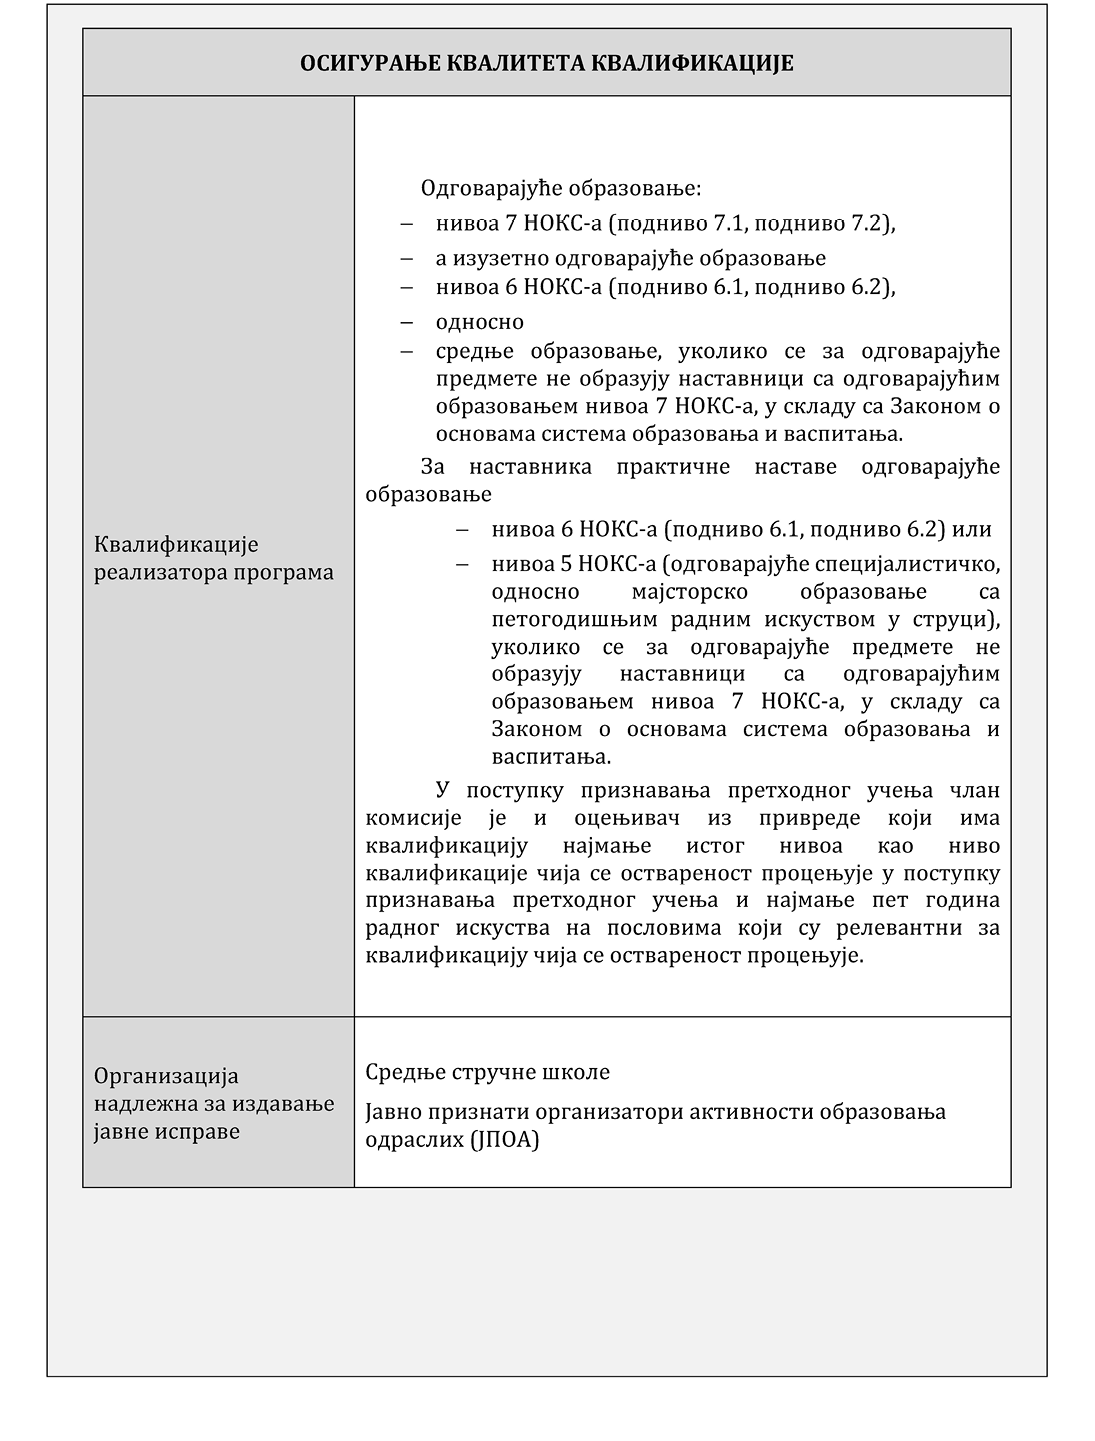 ОСИГУРАЊЕ КВАЛИТЕТА КВАЛИФИКАЦИЈЕ
Квалификације
реализатора програма
Одговарајуће образовање:
– нивоа 7 НОКС-а (подниво 7.1, подниво 7.2),
– а изузетно одговарајуће образовање
– нивоа 6 НОКС-а (подниво 6.1, подниво 6.2),
– односно
– средње образовање, уколико се за одговарајуће
предмете не образују наставници са одговарајућим
образовањем нивоа 7 НОКС-а, у складу са Законом о
основама система образовања и васпитања.
За наставника практичне наставе одговарајуће
образовање
– нивоа 6 НОКС-а (подниво 6.1, подниво 6.2) или
– нивоа 5 НОКС-а (одговарајуће специјалистичко,
односно мајсторско образовање са
петогодишњим радним искуством у струци),
уколико се за одговарајуће предмете не
образују наставници са одговарајућим
образовањем нивоа 7 НОКС-а, у складу са
Законом о основама система образовања и
васпитања.
У поступку признавања претходног учења члан
комисије је и оцењивач из привреде који има
квалификацију најмање истог нивоа као ниво
квалификације чија се оствареност процењује у поступку
признавања претходног учења и најмање пет година
радног искуства на пословима који су релевантни за
квалификацију чија се оствареност процењује.
Организација
надлежна за издавање
јавне исправе
Средње стручне школе
Јавно признати организатори активности образовања
одраслих (ЈПОА)